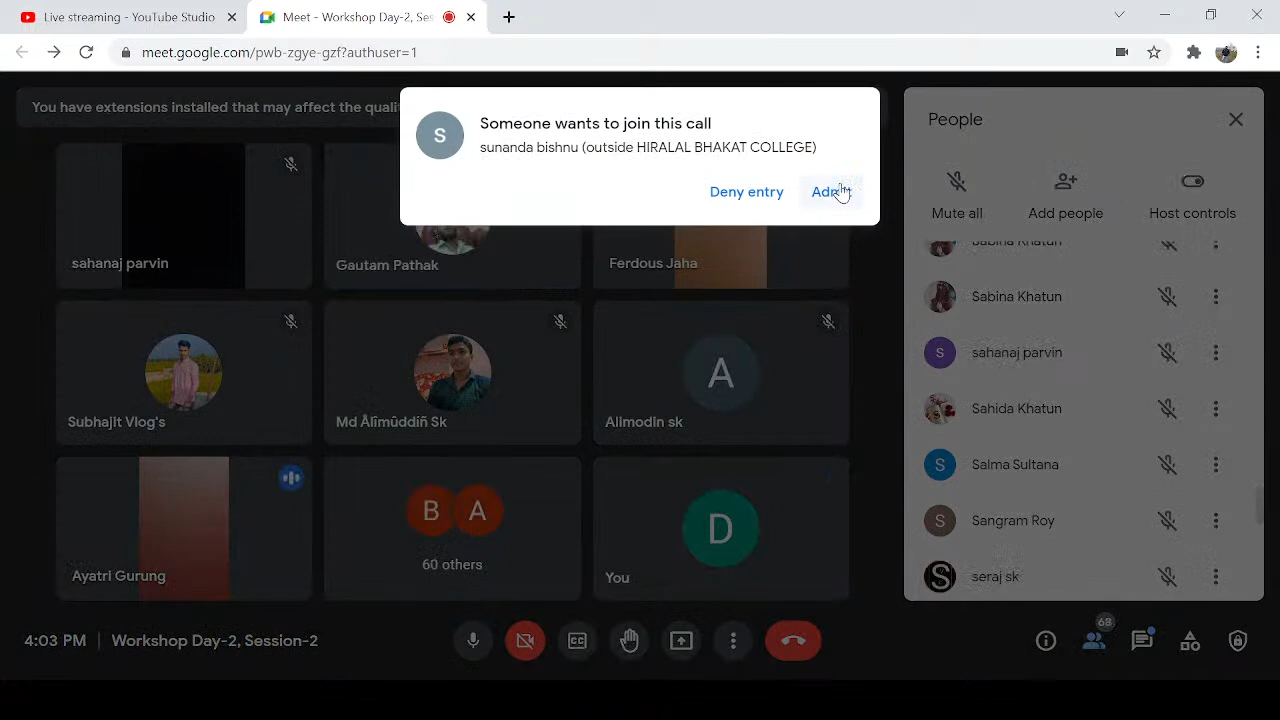 Live streaming - YouTube Studio
Meet - Workshop Day-2, Ses
meet.google.com/pwb-zgye-gzf?authuser=1
You have extensions installed that may affect the quali
S
Someone wants to join this call
sunanda bishnu (outside HIRALAL BHAKAT COLLEGE)
Deny entry
sahanaj parvin
Gautam Pathak
Ferdous Jaha
Subhajit Vlog's
Md Ålîmûddiñ Sk
A
Alimodin sk
Ayatri Gurung
B A
60 others
D
You
People
Mute all
Add people
Host controls
Sabina Khatun
Sabina Khatun
S
sahanaj parvin
Sahida Khatun
S
Salma Sultana
S
Sangram Roy
S
seraj sk
4:03 PM | Workshop Day-2, Session-2
CC
68